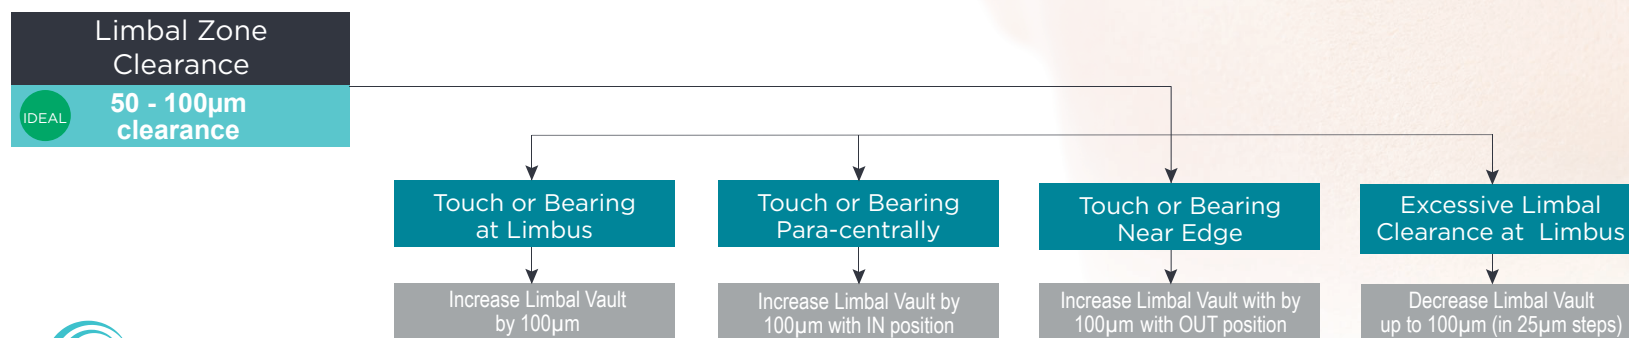 Limbal Zone
Clearance
IDEAL
50 - 100µm
clearance
Touch or Bearing
at Limbus
Touch or Bearing
Para-centrally
Touch or Bearing
Near Edge
Excessive Limbal
Clearance at Limbus
Increase Limbal Vault
by 100µm
Increase Limbal Vault by
100µm with IN position
Increase Limbal Vault with by
100µm with OUT position
Decrease Limbal Vault
up to 100µm (in 25µm steps)